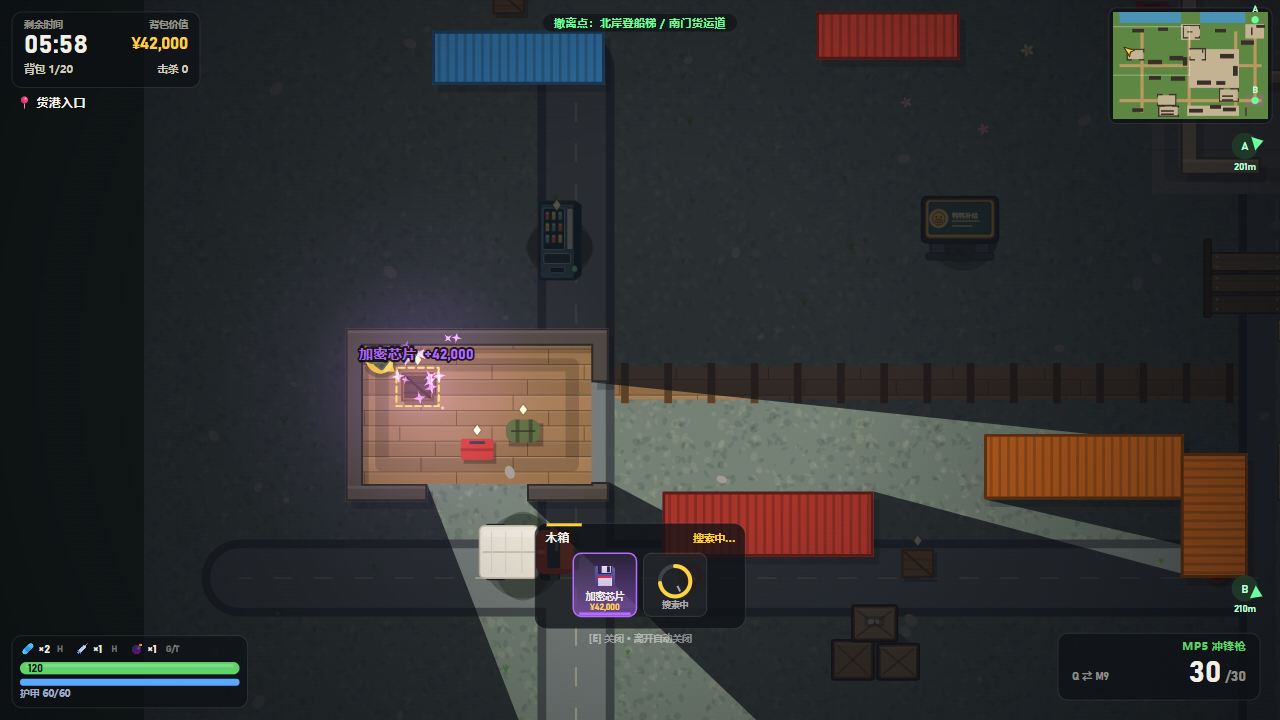 剩余时间
背包价值
05:58
¥42,000
背包 1/20
击杀 0
📍 货港入口
撤离点: 北岸登船梯 / 南门货运道
A
B
A
201m
加密芯片 +42,000
木箱
搜索中...
加密芯片
¥42,000
搜索中
[E] 关闭 • 离开自动关闭
B
210m
×2 H
×1 H
×1 G/T
120
护甲 60/60
MP5 冲锋枪
Q ⇄ M9
30 /30